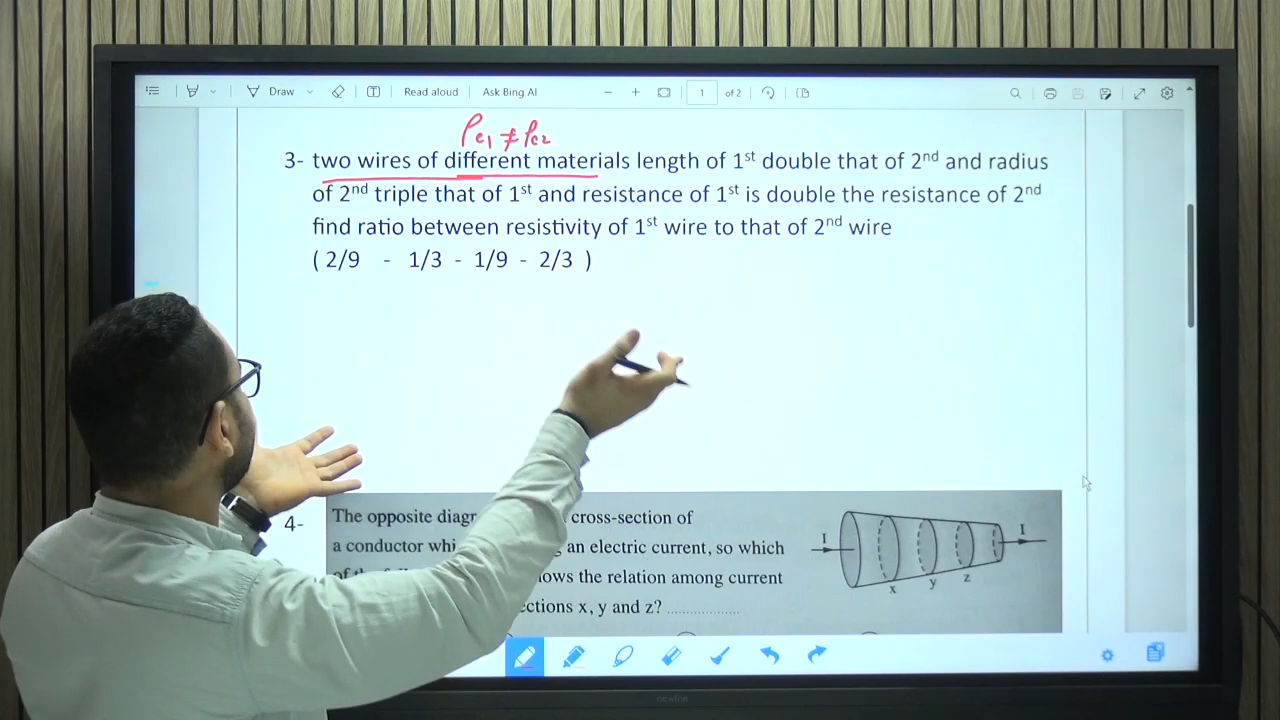 Draw
Read aloud
Ask Bing AI
1 of 2
ρe1 ≠ ρe2
3- two wires of different materials length of 1st double that of 2nd and radius
of 2nd triple that of 1st and resistance of 1st is double the resistance of 2nd
find ratio between resistivity of 1st wire to that of 2nd wire
( 2/9 - 1/3 - 1/9 - 2/3 )
4- The opposite cross-section of
a conductor an electric current, so which
of the relation among current
x, y and z? ....................
I
I
x
y
z
newline